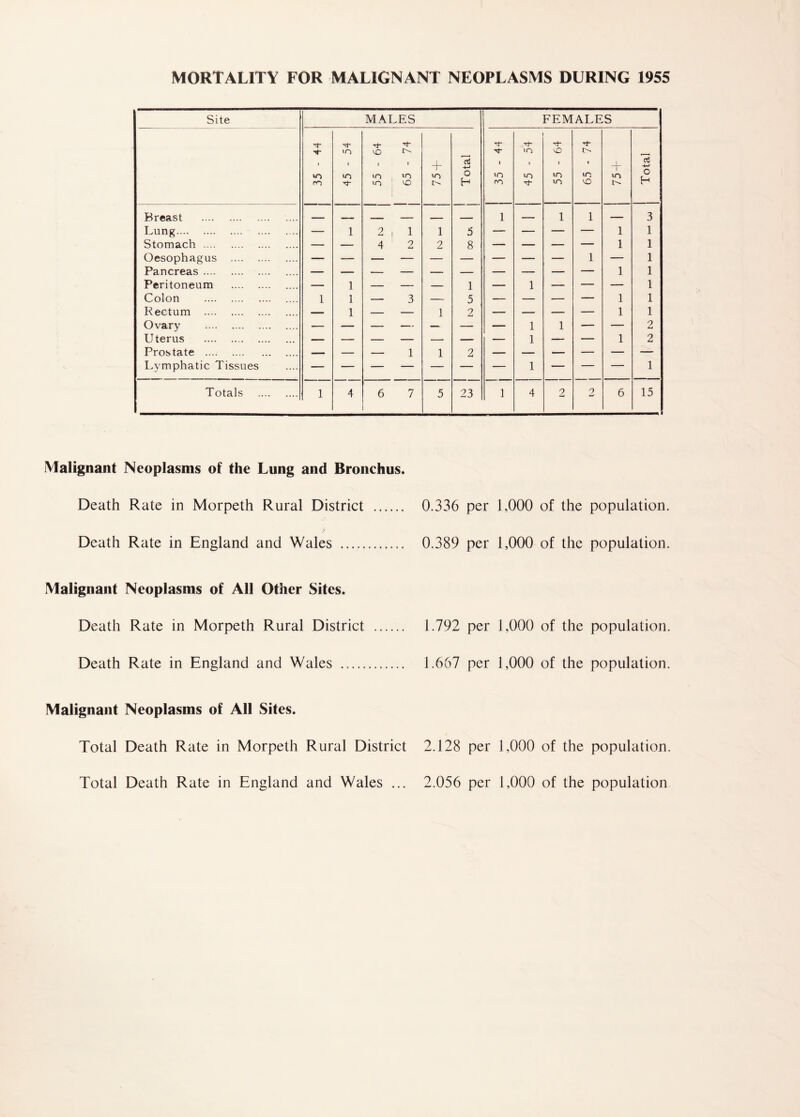 MORTALITY FOR MALIGNANT NEOPLASMS DURING 1955
Site MALES FEMALES
35 - 44 45 - 54 55 - 64 65 - 74 75+ Total 35 - 44 45 - 54 55 - 64 65 - 74 75+ Total
Breast .... .... .... .... — — — — — — 1 — 1 1 — 3
Lung.... .... .... .... .... — 1 2 1 1 5 — — — — 1 1
Stomach .... .... .... .... — — 4 2 2 8 — — — — 1 1
Oesophagus .... .... .... — — — — — — — — — 1 — 1
Pancreas .... .... .... .... — — — — — — — — — — 1 1
Peritoneum .... .... .... — 1 — — — 1 — 1 — — — 1
Colon .... .... .... .... 1 1 — 3 — 5 — — — — 1 1
Rectum .... .... .... .... — 1 — — 1 2 — — — — 1 1
Ovary .... .... .... .... — — — — — — — 1 1 — — 2
Uterus .... .... .... ... — — — — — — — 1 — — 1 2
Prostate .... .... ... .... — — — 1 1 2 — — — — — —
Lymphatic Tissues .... — — — — — — — 1 — — — 1
Totals .... .... 1 4 6 7 5 23 1 4 2 2 6 15
Malignant Neoplasms of the Lung and Bronchus.
Death Rate in Morpeth Rural District ...... 0.336 per 1,000 of the population.
Death Rate in England and Wales ............ 0.389 per 1,000 of the population.
Malignant Neoplasms of All Other Sites.
Death Rate in Morpeth Rural District ...... 1.792 per 1,000 of the population.
Death Rate in England and Wales ............ 1.667 per 1,000 of the population.
Malignant Neoplasms of All Sites.
Total Death Rate in Morpeth Rural District 2.128 per 1,000 of the population.
Total Death Rate in England and Wales ... 2.056 per 1,000 of the population